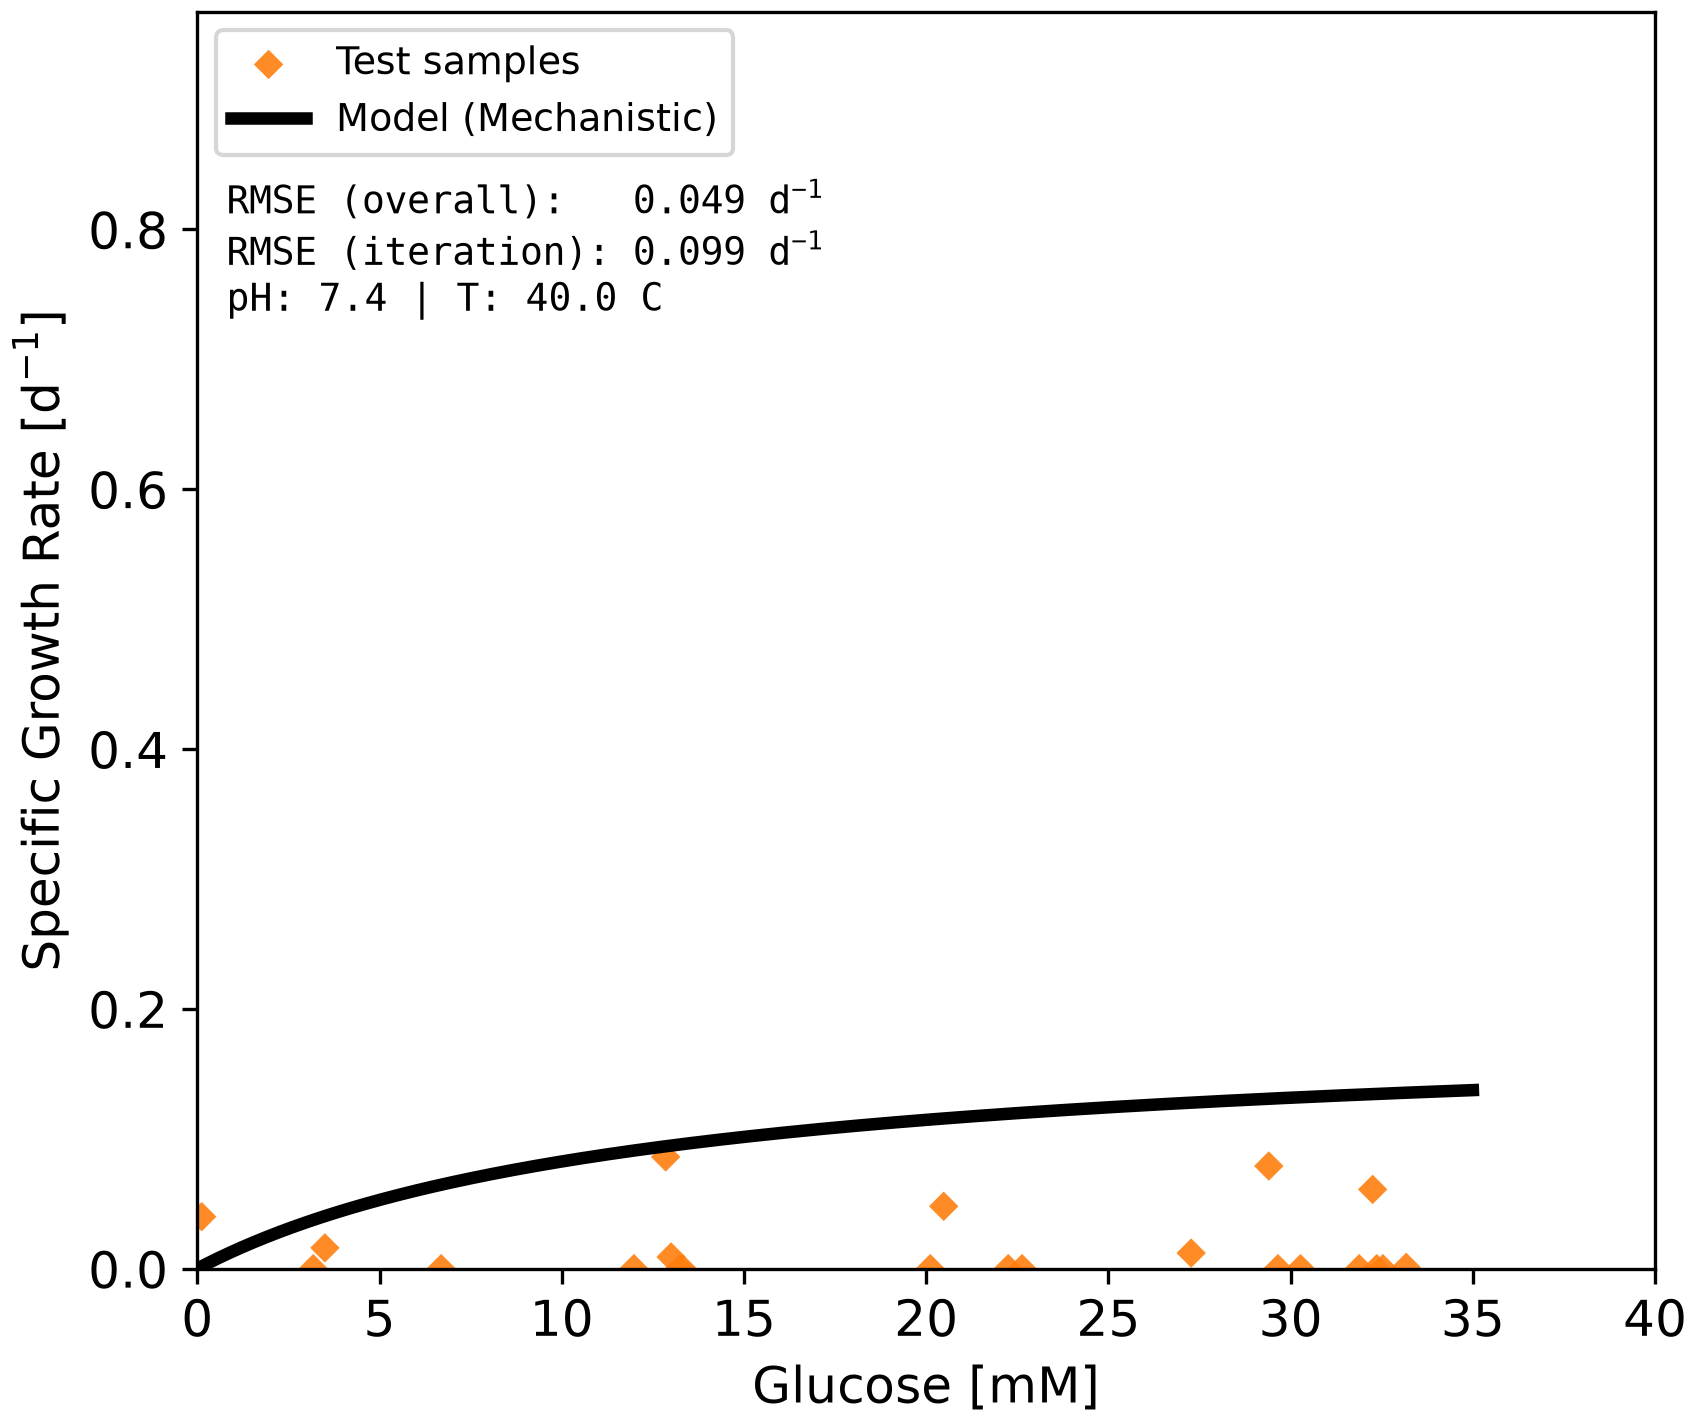 Test samples
Model (Mechanistic)
RMSE (overall): 0.049 d⁻¹
RMSE (iteration): 0.099 d⁻¹
pH: 7.4 | T: 40.0 C
Specific Growth Rate [d⁻¹]
0.8
0.6
0.4
0.2
0.0
0 5 10 15 20 25 30 35 40
Glucose [mM]